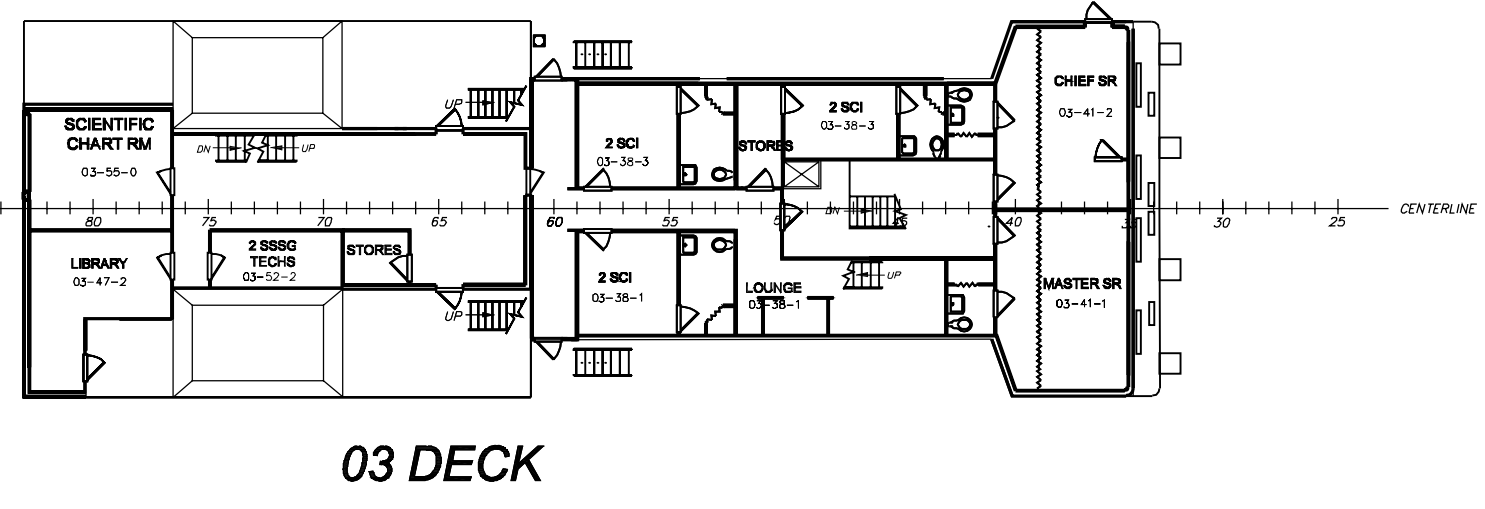 CHIEF SR
03-41-2
UP
2 SCI
03-38-3
SCIENTIFIC
CHART RM
03-55-0
2 SCI
03-38-3
STORES
DN
UP
DN
80
75
70
65
60
55
45
40
30
25
CENTERLINE
2 SSSG
TECHS
03-52-2
STORES
LIBRARY
03-47-2
2 SCI
03-38-1
LOUNGE
03-38-1
UP
MASTER SR
03-41-1
UP
03 DECK